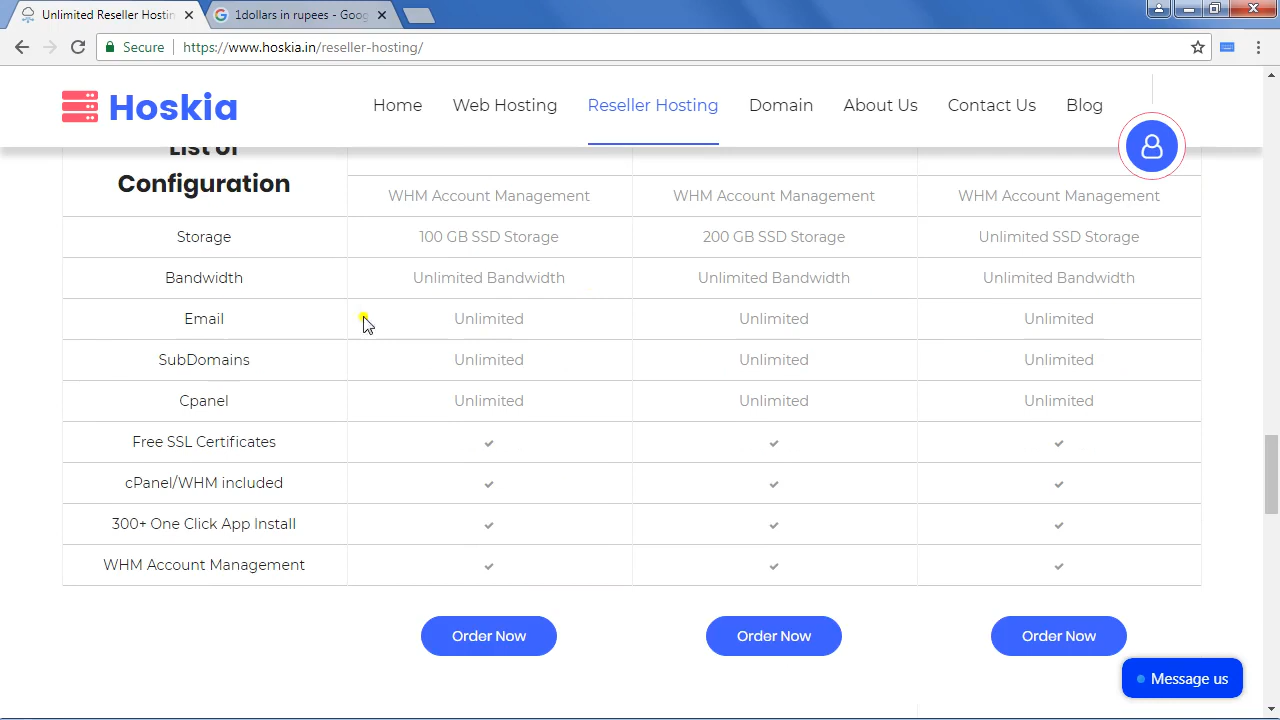 Unlimited Reseller Hostin
1dollars in rupees - Goog
Secure
https://www.hoskia.in/reseller-hosting/
Hoskia
Home
Web Hosting
Reseller Hosting
Domain
About Us
Contact Us
Blog
List of
Configuration
WHM Account Management
WHM Account Management
WHM Account Management
Storage
100 GB SSD Storage
200 GB SSD Storage
Unlimited SSD Storage
Bandwidth
Unlimited Bandwidth
Unlimited Bandwidth
Unlimited Bandwidth
Email
Unlimited
Unlimited
Unlimited
SubDomains
Unlimited
Unlimited
Unlimited
Cpanel
Unlimited
Unlimited
Unlimited
Free SSL Certificates
cPanel/WHM included
300+ One Click App Install
WHM Account Management
Order Now
Order Now
Order Now
Message us